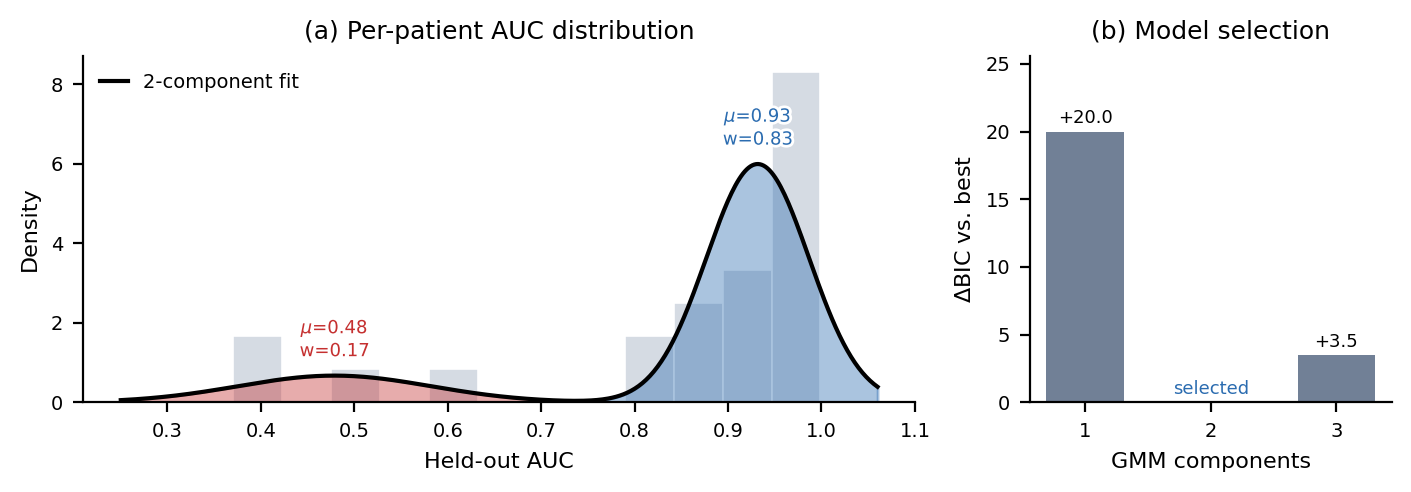 (a) Per-patient AUC distribution
2-component fit
μ=0.93
w=0.83
μ=0.48
w=0.17
Density
0
2
4
6
8
0.3 0.4 0.5 0.6 0.7 0.8 0.9 1.0 1.1
Held-out AUC
(b) Model selection
ΔBIC vs. best
25
20
15
10
5
0
+20.0
selected
+3.5
1 2 3
GMM components